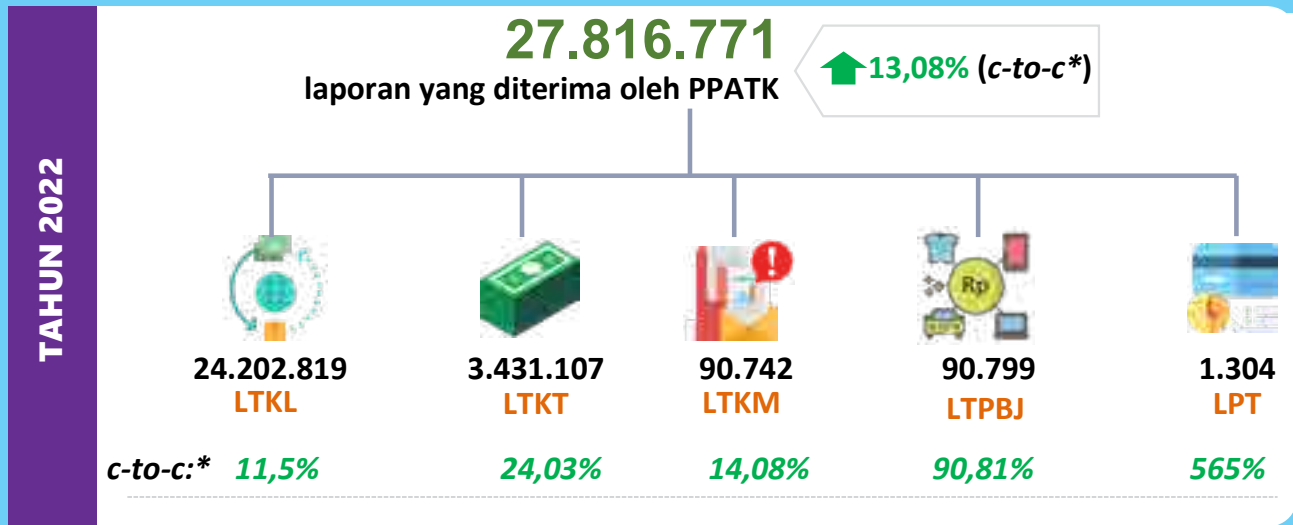 TAHUN 2022
27.816.771
laporan yang diterima oleh PPATK
13,08% (c-to-c*)
Rp
24.202.819
LTKL
3.431.107
LTKT
90.742
LTKM
90.799
LTPBJ
1.304
LPT
c-to-c:* 11,5% 24,03% 14,08% 90,81% 565%